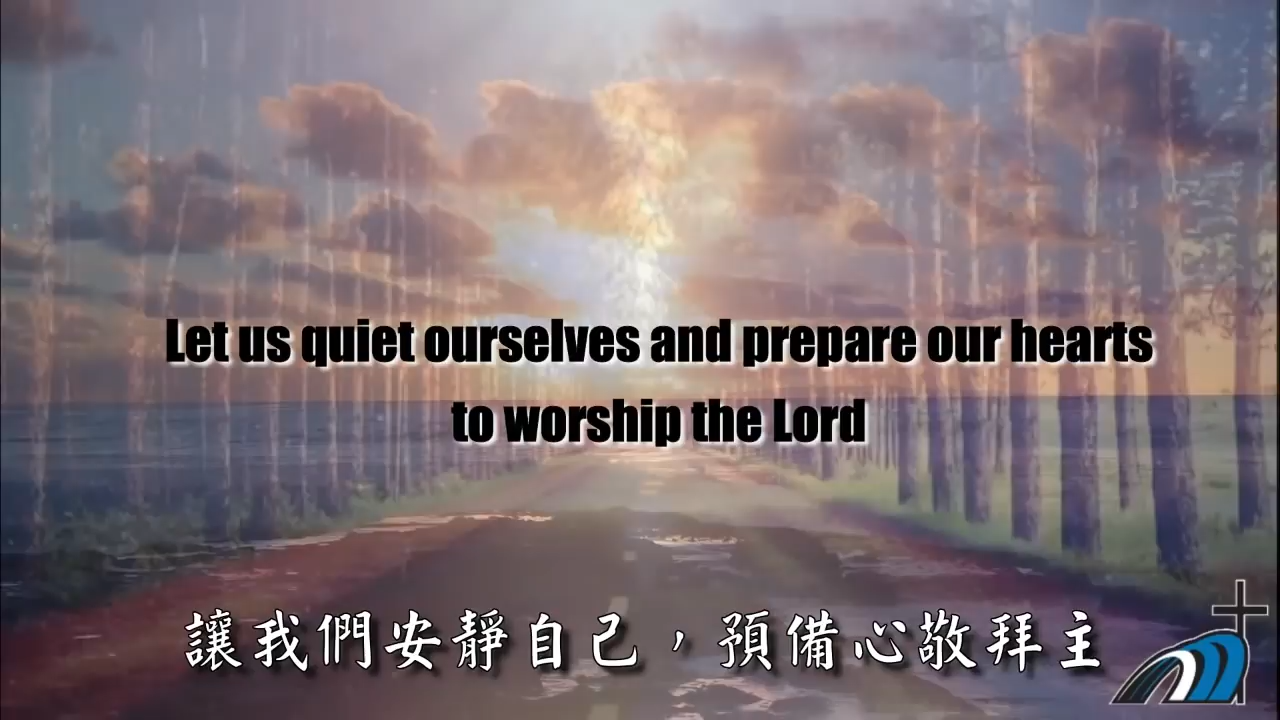 Let us quiet ourselves and prepare our hearts
to worship the Lord
讓我們安靜自己，預備心敬拜主